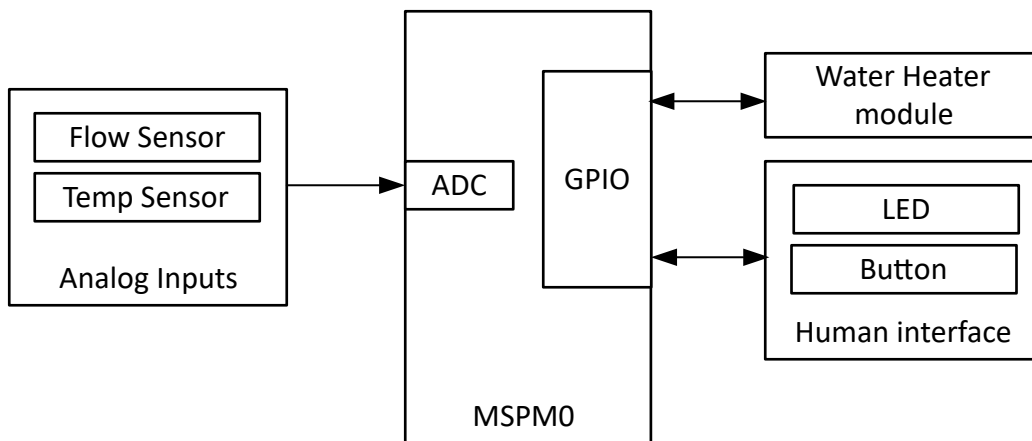 Flow Sensor
Temp Sensor
Analog Inputs
ADC
GPIO
MSPM0
Water Heater
module
LED
Button
Human interface